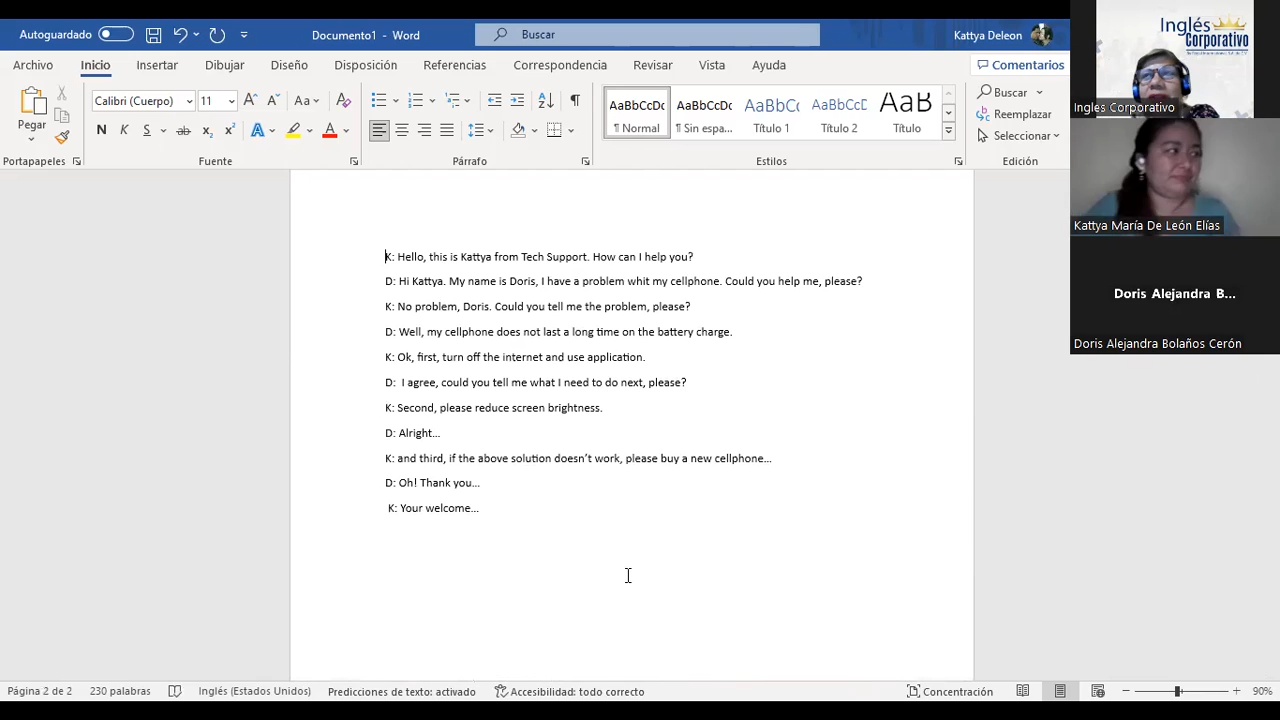 Autoguardado
Documento1 - Word
Buscar
Kattya Deleon
Archivo Inicio Insertar Dibujar Diseño Disposición Referencias Correspondencia Revisar Vista Ayuda
Comentarios
Pegar
Calibri (Cuerpo) 11
Aa
N K S ab x₂ x² A A
AaBbCcDc AaBbCcDc AaBbCc AaBbCcD AaB
¶ Normal ¶ Sin espa... Título 1 Título 2 Título
Buscar
Reemplazar
Seleccionar
Portapapeles Fuente Párrafo Estilos Edición
K: Hello, this is Kattya from Tech Support. How can I help you?
D: Hi Kattya. My name is Doris, I have a problem whit my cellphone. Could you help me, please?
K: No problem, Doris. Could you tell me the problem, please?
D: Well, my cellphone does not last a long time on the battery charge.
K: Ok, first, turn off the internet and use application.
D:  I agree, could you tell me what I need to do next, please?
K: Second, please reduce screen brightness.
D: Alright...
K: and third, if the above solution doesn't work, please buy a new cellphone...
D: Oh! Thank you...
K: Your welcome...
Inglés
Corporativo
Ingles Corporativo
Kattya María De León Elías
Doris Alejandra B...
Doris Alejandra Bolaños Cerón
Página 2 de 2 230 palabras Inglés (Estados Unidos) Predicciones de texto: activado Accesibilidad: todo correcto Concentración 90%